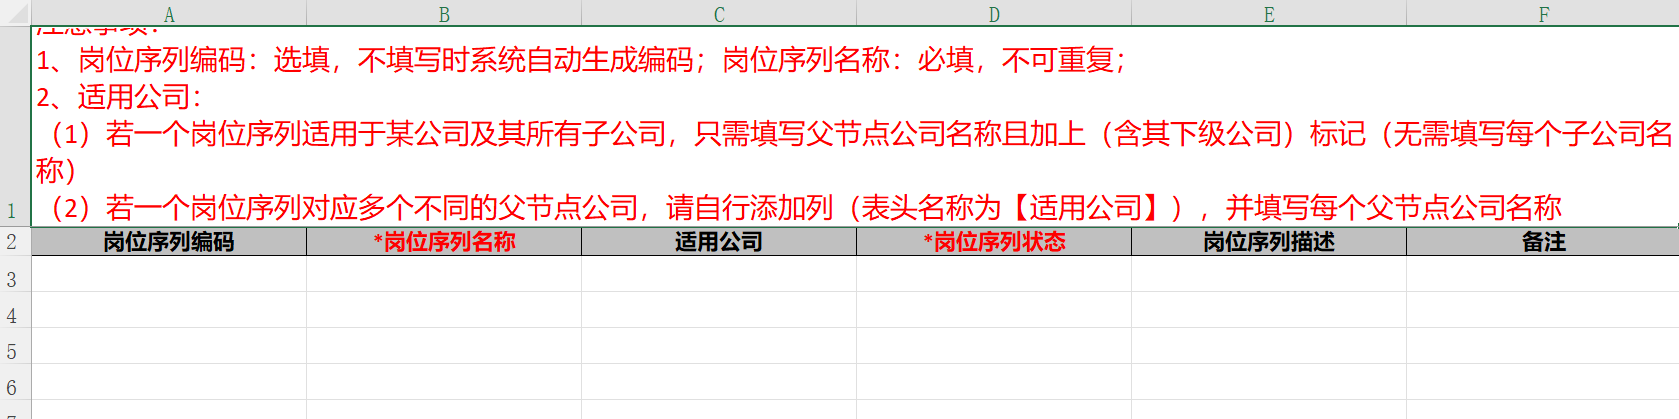 A B C D E F
注意事项：
1、岗位序列编码：选填，不填写时系统自动生成编码；岗位序列名称：必填，不可重复；
2、适用公司：
（1）若一个岗位序列适用于某公司及其所有子公司，只需填写父节点公司名称且加上（含其下级公司）标记（无需填写每个子公司名
称）
（2）若一个岗位序列对应多个不同的父节点公司，请自行添加列（表头名称为【适用公司】），并填写每个父节点公司名称
1
2 岗位序列编码 *岗位序列名称 适用公司 *岗位序列状态 岗位序列描述 备注
3
4
5
6